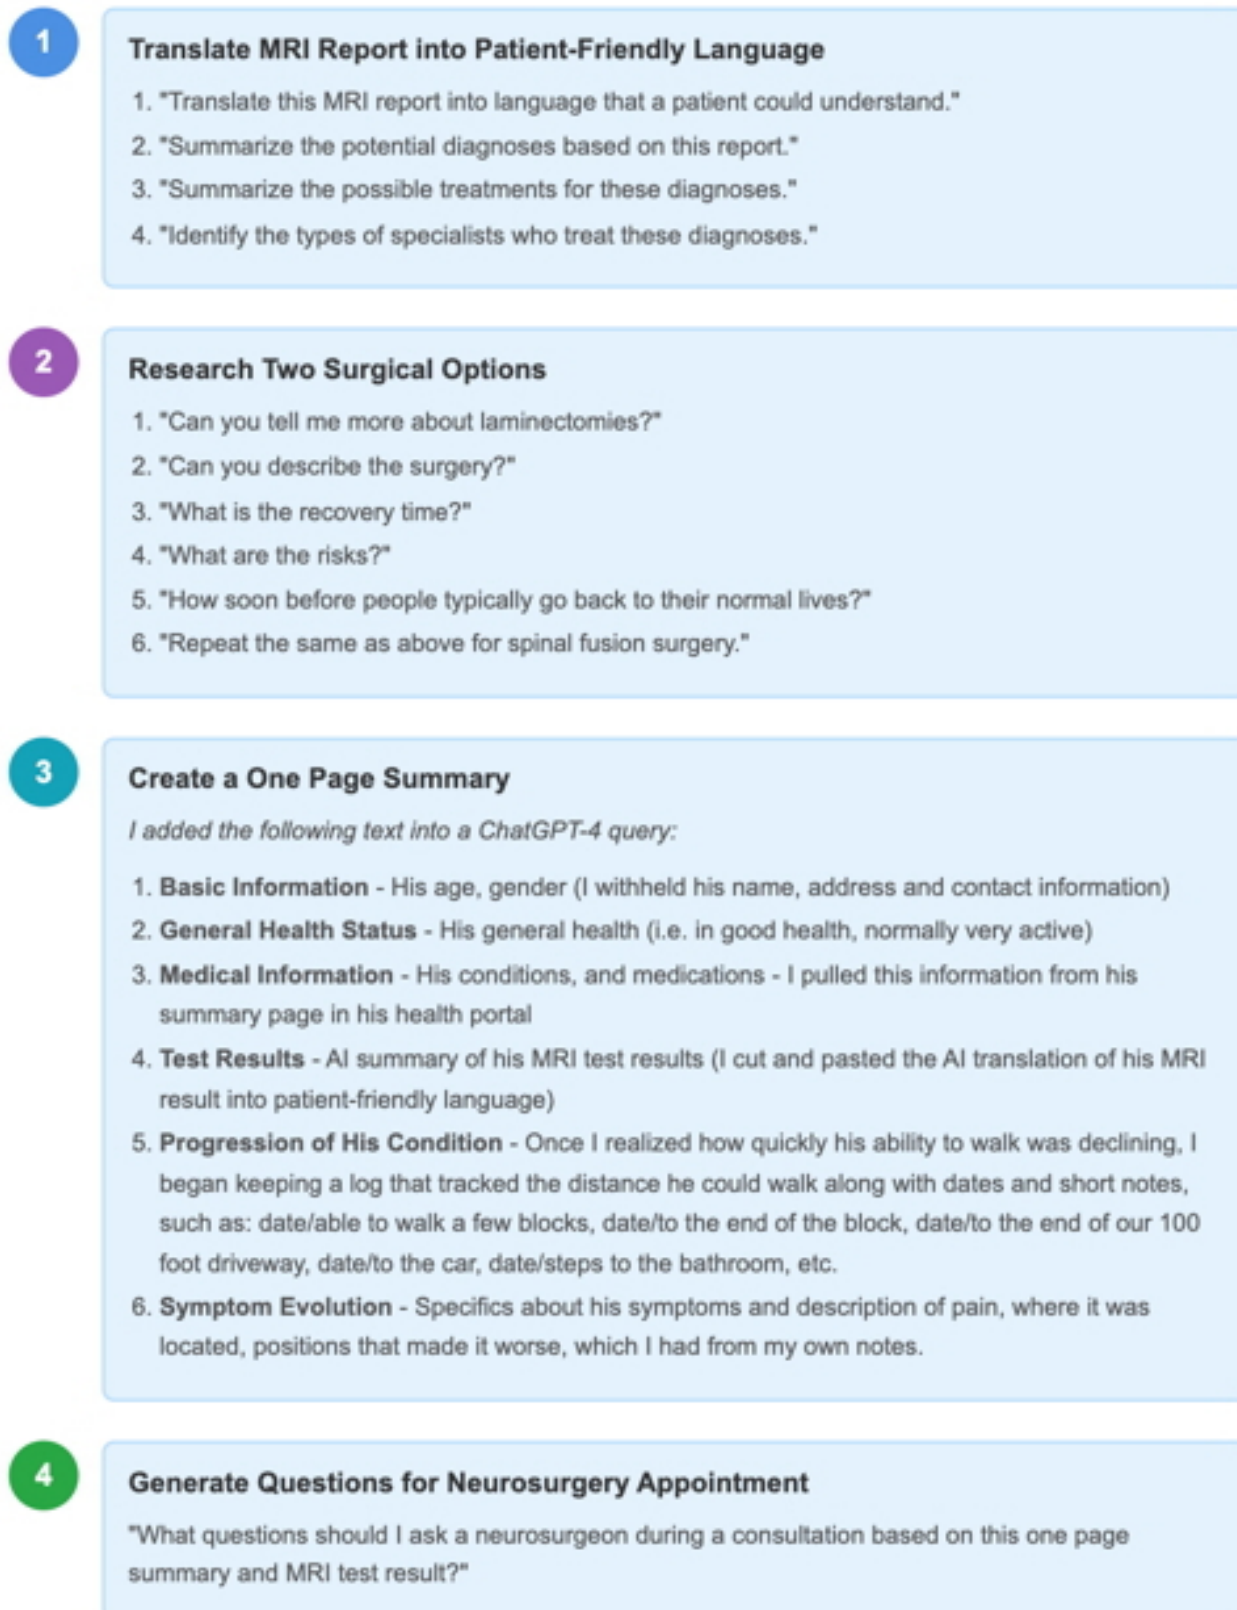 1
Translate MRI Report into Patient-Friendly Language
1. "Translate this MRI report into language that a patient could understand."
2. "Summarize the potential diagnoses based on this report."
3. "Summarize the possible treatments for these diagnoses."
4. "Identify the types of specialists who treat these diagnoses."
2
Research Two Surgical Options
1. "Can you tell me more about laminectomies?"
2. "Can you describe the surgery?"
3. "What is the recovery time?"
4. "What are the risks?"
5. "How soon before people typically go back to their normal lives?"
6. "Repeat the same as above for spinal fusion surgery."
3
Create a One Page Summary
I added the following text into a ChatGPT-4 query:
1. Basic Information - His age, gender (I withheld his name, address and contact information)
2. General Health Status - His general health (i.e. in good health, normally very active)
3. Medical Information - His conditions, and medications - I pulled this information from his
summary page in his health portal
4. Test Results - AI summary of his MRI test results (I cut and pasted the AI translation of his MRI
result into patient-friendly language)
5. Progression of His Condition - Once I realized how quickly his ability to walk was declining, I
began keeping a log that tracked the distance he could walk along with dates and short notes,
such as: date/able to walk a few blocks, date/to the end of the block, date/to the end of our 100
foot driveway, date/to the car, date/steps to the bathroom, etc.
6. Symptom Evolution - Specifics about his symptoms and description of pain, where it was
located, positions that made it worse, which I had from my own notes.
4
Generate Questions for Neurosurgery Appointment
"What questions should I ask a neurosurgeon during a consultation based on this one page
summary and MRI test result?"